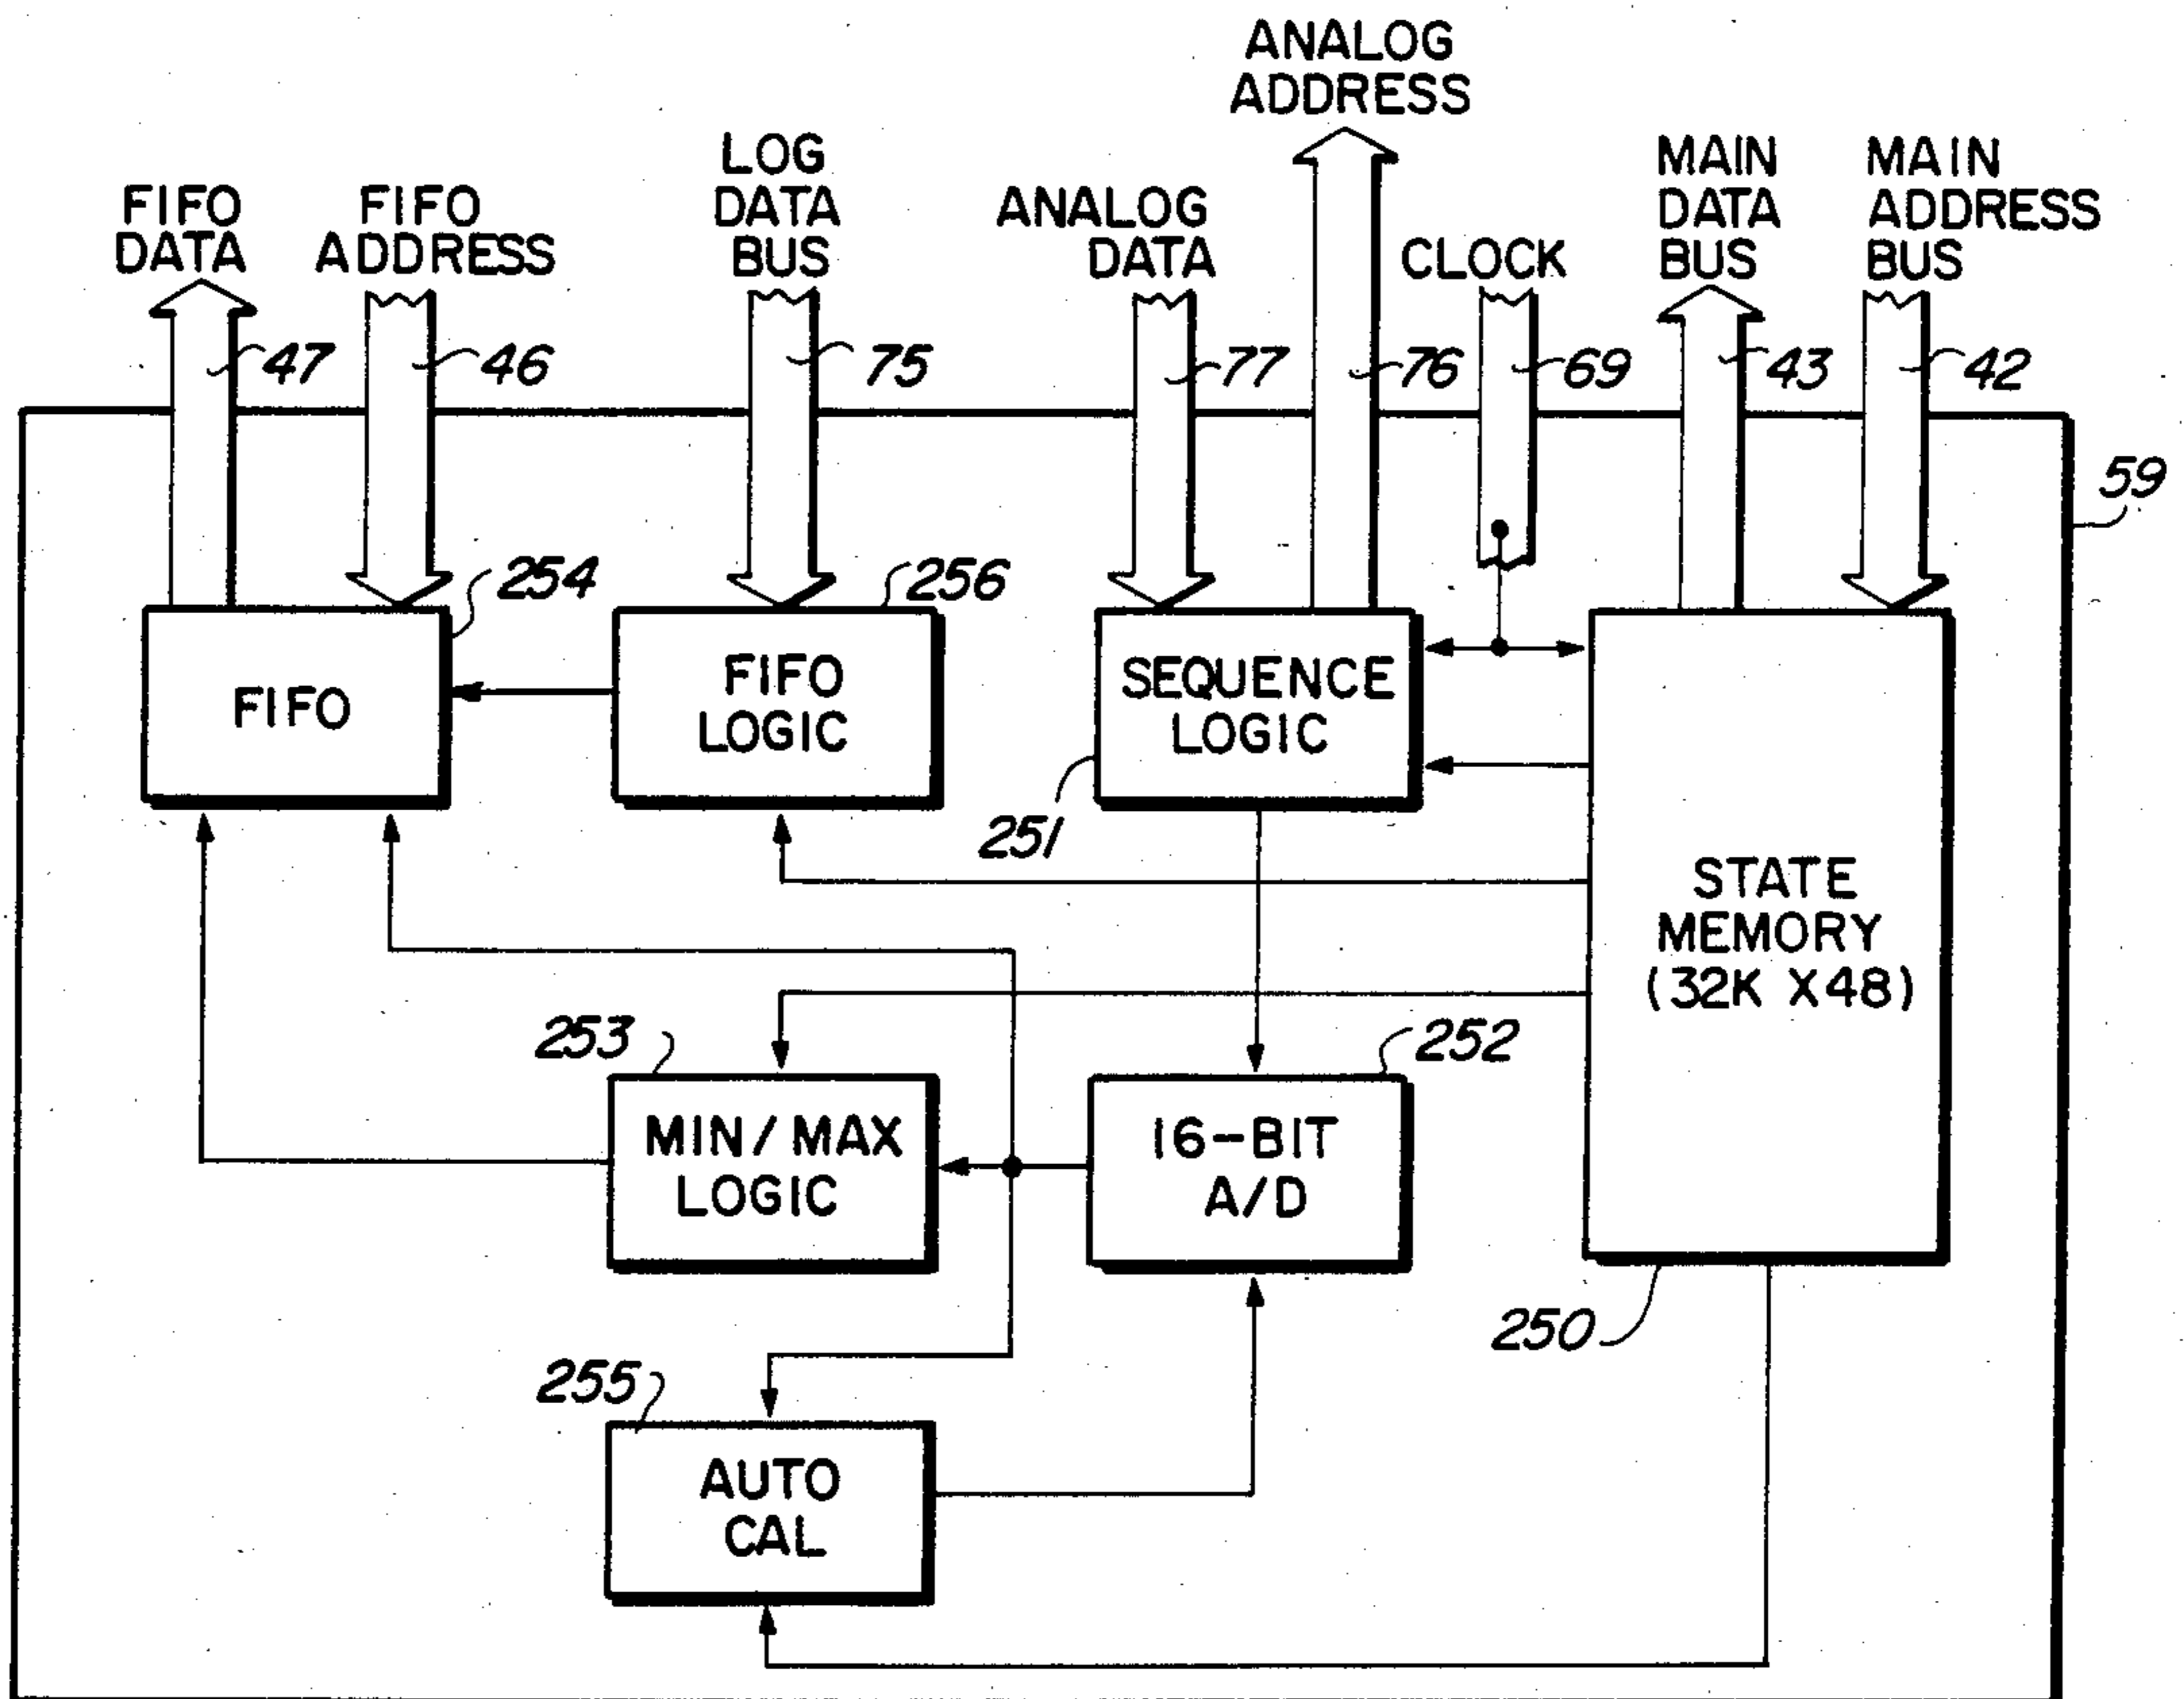 ANALOG
ADDRESS
LOG
DATA
BUS
MAIN
DATA
BUS
MAIN
ADDRESS
BUS
FIFO
DATA
FIFO
ADDRESS
ANALOG
DATA
CLOCK
47
46
75
77
76
69
43
42
59
254
256
FIFO
FIFO
LOGIC
SEQUENCE
LOGIC
251
STATE
MEMORY
(32K X48)
253
252
MIN/MAX
LOGIC
16-BIT
A/D
250
255
AUTO
CAL